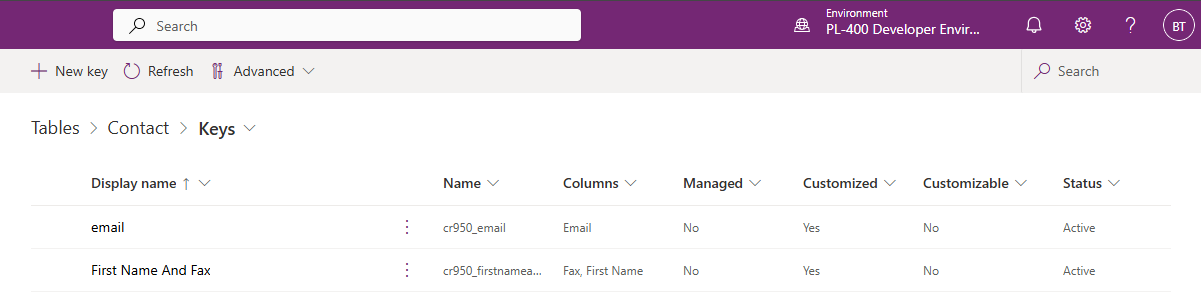 Search
Environment
PL-400 Developer Envir...
?
BT
New key Refresh Advanced Search
Tables > Contact > Keys
Display name ↑ Name Columns Managed Customized Customizable Status
email cr950_email Email No Yes No Active
First Name And Fax cr950_firstnamea... Fax, First Name No Yes No Active